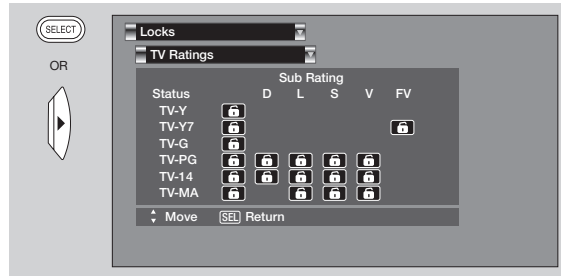 SELECT
OR
Locks
TV Ratings
Sub Rating
Status D L S V FV
TV-Y
TV-Y7
TV-G
TV-PG
TV-14
TV-MA
Move SEL Return